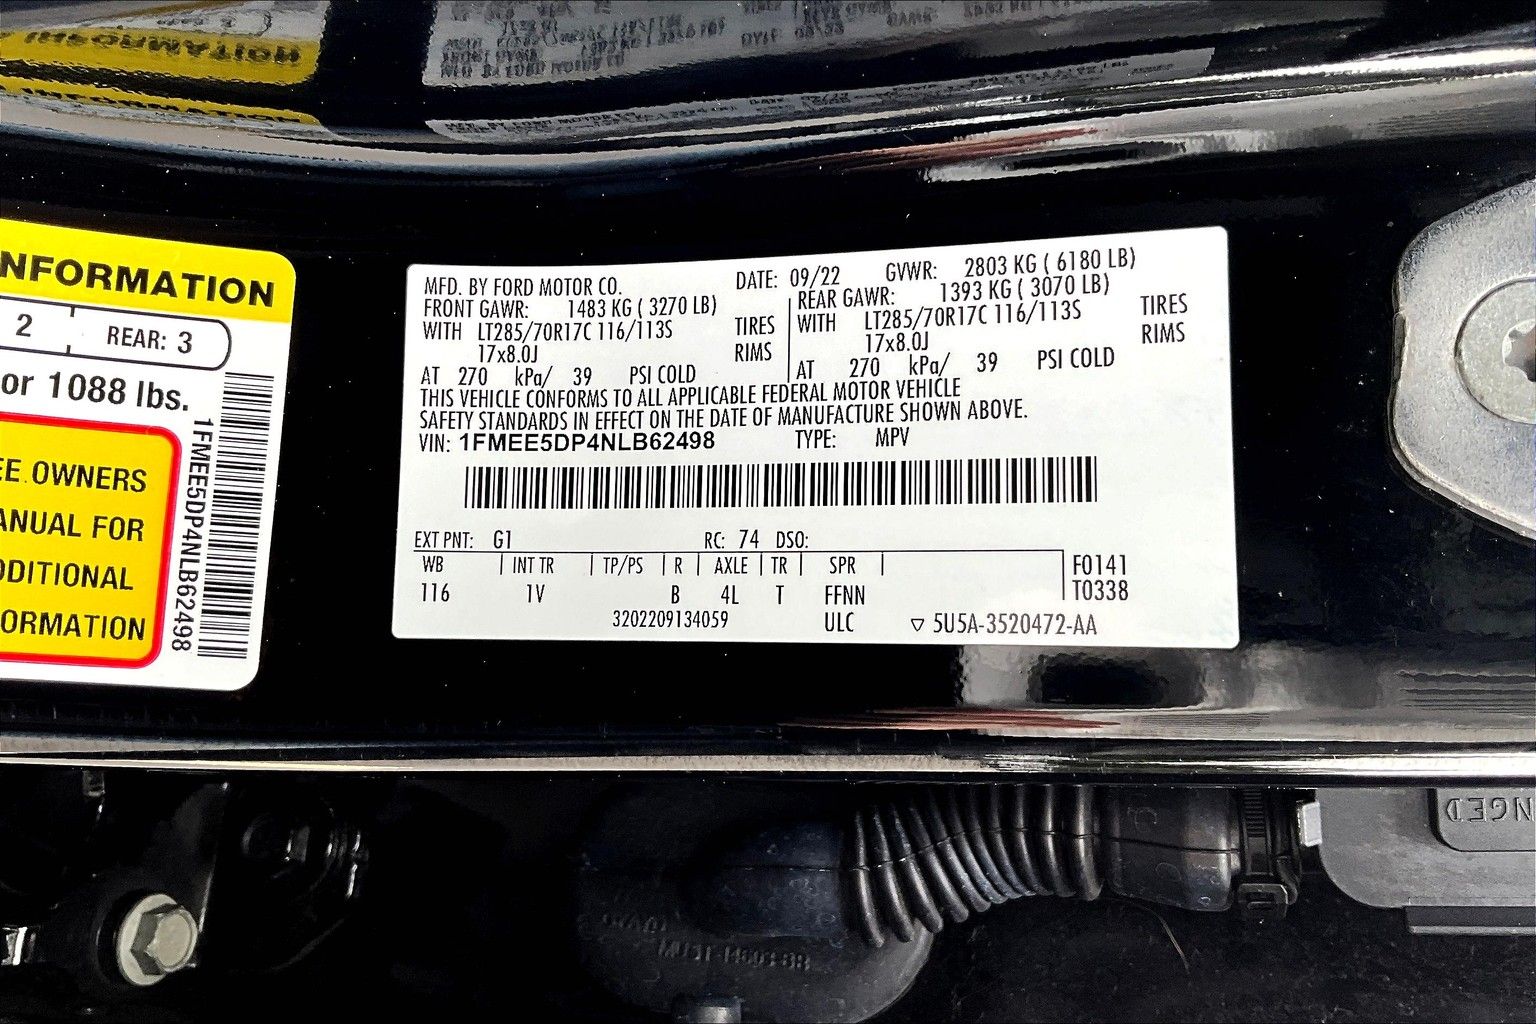 NFORMATION
2 REAR: 3
or 1088 lbs.
EE OWNERS
ANUAL FOR
DDITIONAL
ORMATION
1FMEE5DP4NLB62498
MFD. BY FORD MOTOR CO. DATE: 09/22 GVWR: 2803 KG ( 6180 LB)
FRONT GAWR: 1483 KG ( 3270 LB) REAR GAWR: 1393 KG ( 3070 LB)
WITH LT285/70R17C 116/113S TIRES WITH LT285/70R17C 116/113S TIRES
17x8.0J RIMS 17x8.0J RIMS
AT 270 kPa/ 39 PSI COLD AT 270 kPa/ 39 PSI COLD
THIS VEHICLE CONFORMS TO ALL APPLICABLE FEDERAL MOTOR VEHICLE
SAFETY STANDARDS IN EFFECT ON THE DATE OF MANUFACTURE SHOWN ABOVE.
VIN: 1FMEE5DP4NLB62498 TYPE: MPV
EXT PNT: G1 RC: 74 DSO:
WB INT TR TP/PS R AXLE TR SPR F0141
116 1V B 4L T FFNN T0338
3202209134059 ULC ▽ 5U5A-3520472-AA